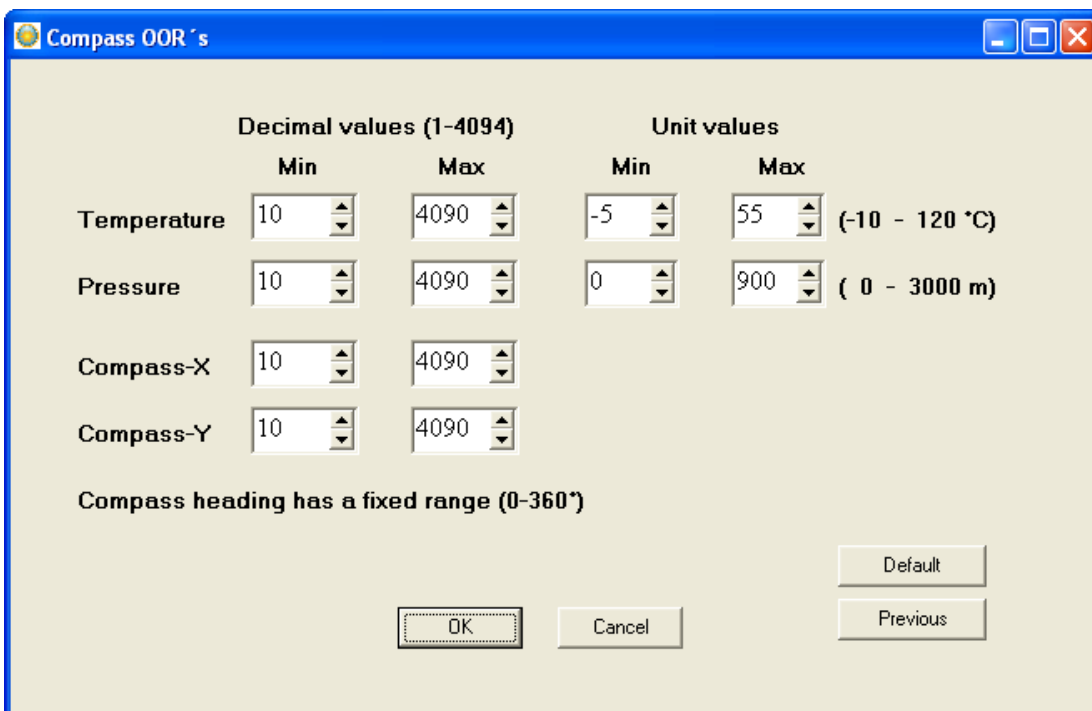 Compass OOR´s
Decimal values (1-4094) Unit values
Min Max Min Max
Temperature 10 4090 -5 55 (-10 - 120 °C)
Pressure 10 4090 0 900 ( 0 - 3000 m)
Compass-X 10 4090
Compass-Y 10 4090
Compass heading has a fixed range (0-360°)
Default
OK Cancel Previous